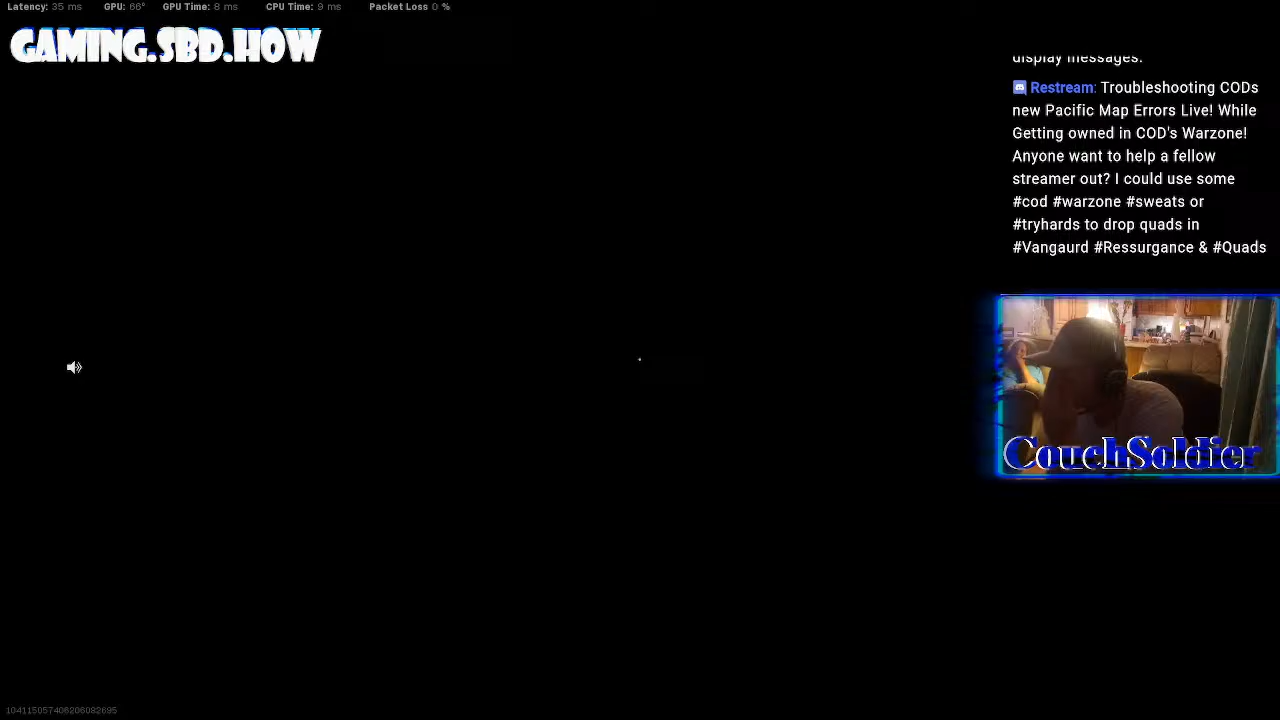 Latency: 35 ms GPU: 66° GPU Time: 8 ms CPU Time: 9 ms Packet Loss 0 %
GAMING.SBD.HOW
display messages.
Restream: Troubleshooting CODs
new Pacific Map Errors Live! While
Getting owned in COD's Warzone!
Anyone want to help a fellow
streamer out? I could use some
#cod #warzone #sweats or
#tryhards to drop quads in
#Vangaurd #Ressurgance & #Quads
CouchSoldier